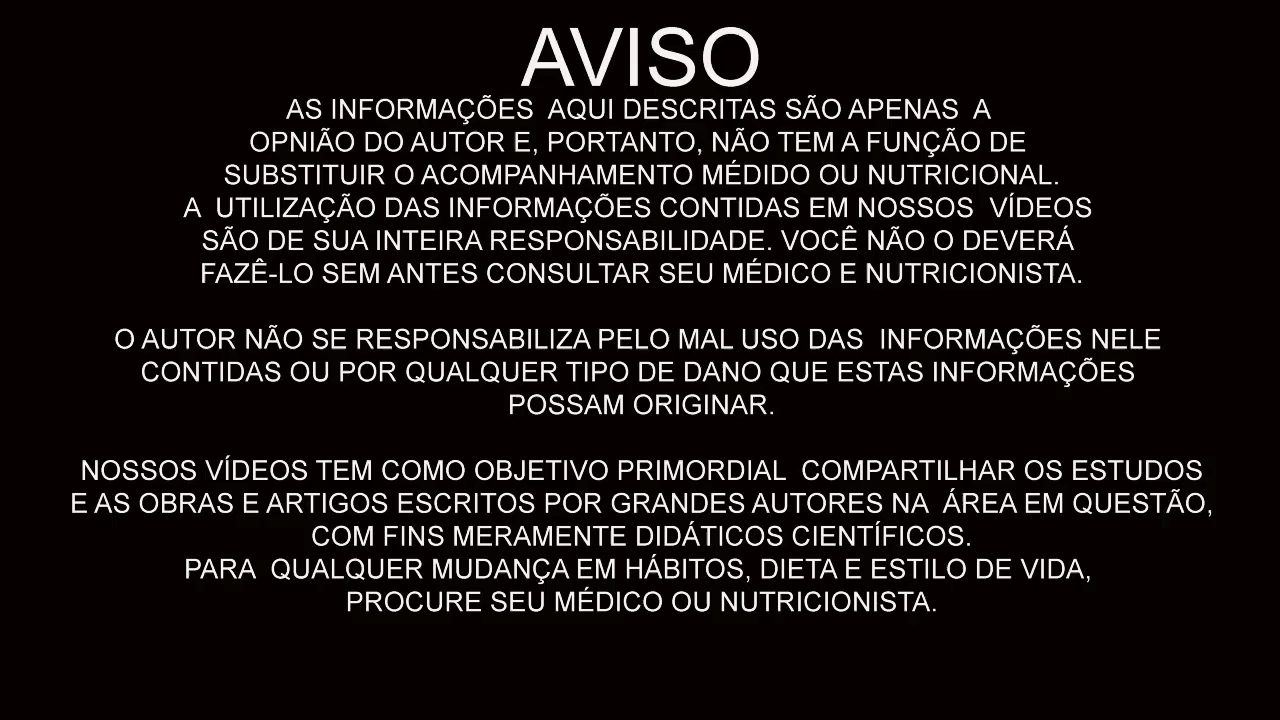 AVISO
AS INFORMAÇÕES AQUI DESCRITAS SÃO APENAS A
OPNIÃO DO AUTOR E, PORTANTO, NÃO TEM A FUNÇÃO DE
SUBSTITUIR O ACOMPANHAMENTO MÉDIDO OU NUTRICIONAL.
A UTILIZAÇÃO DAS INFORMAÇÕES CONTIDAS EM NOSSOS VÍDEOS
SÃO DE SUA INTEIRA RESPONSABILIDADE. VOCÊ NÃO O DEVERÁ
FAZÊ-LO SEM ANTES CONSULTAR SEU MÉDICO E NUTRICIONISTA.
O AUTOR NÃO SE RESPONSABILIZA PELO MAL USO DAS INFORMAÇÕES NELE
CONTIDAS OU POR QUALQUER TIPO DE DANO QUE ESTAS INFORMAÇÕES
POSSAM ORIGINAR.
NOSSOS VÍDEOS TEM COMO OBJETIVO PRIMORDIAL COMPARTILHAR OS ESTUDOS
E AS OBRAS E ARTIGOS ESCRITOS POR GRANDES AUTORES NA ÁREA EM QUESTÃO,
COM FINS MERAMENTE DIDÁTICOS CIENTÍFICOS.
PARA QUALQUER MUDANÇA EM HÁBITOS, DIETA E ESTILO DE VIDA,
PROCURE SEU MÉDICO OU NUTRICIONISTA.